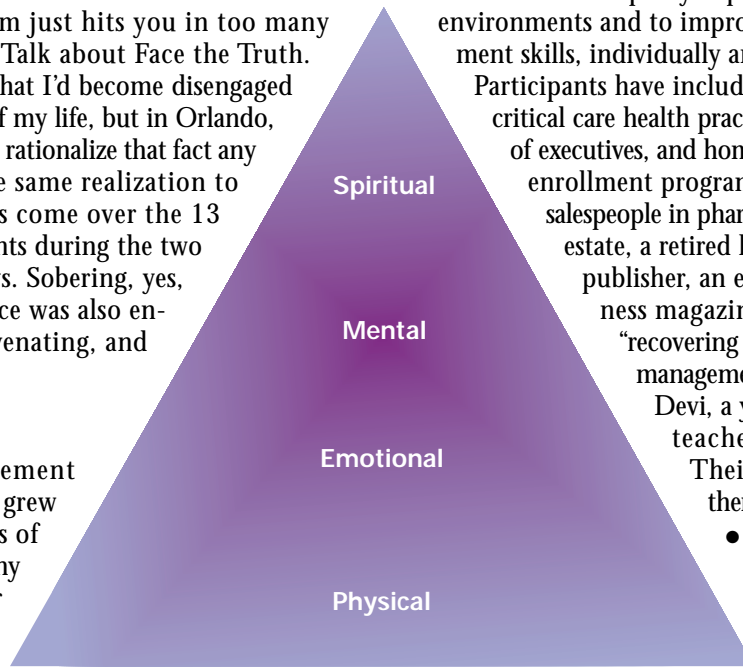 m just hits you in too many
Talk about Face the Truth.
hat I’d become disengaged
f my life, but in Orlando,
rationalize that fact any
e same realization to
s come over the 13
nts during the two
s. Sobering, yes,
ce was also en-
venating, and
ement
grew
s of
ny
Spiritual
Mental
Emotional
Physical
environments and to impro
ment skills, individually a
Participants have includ
critical care health prac
of executives, and hon
enrollment program
salespeople in phar
estate, a retired l
publisher, an e
ness magazin
“recovering
manageme
Devi, a y
teache
Thei
then
•